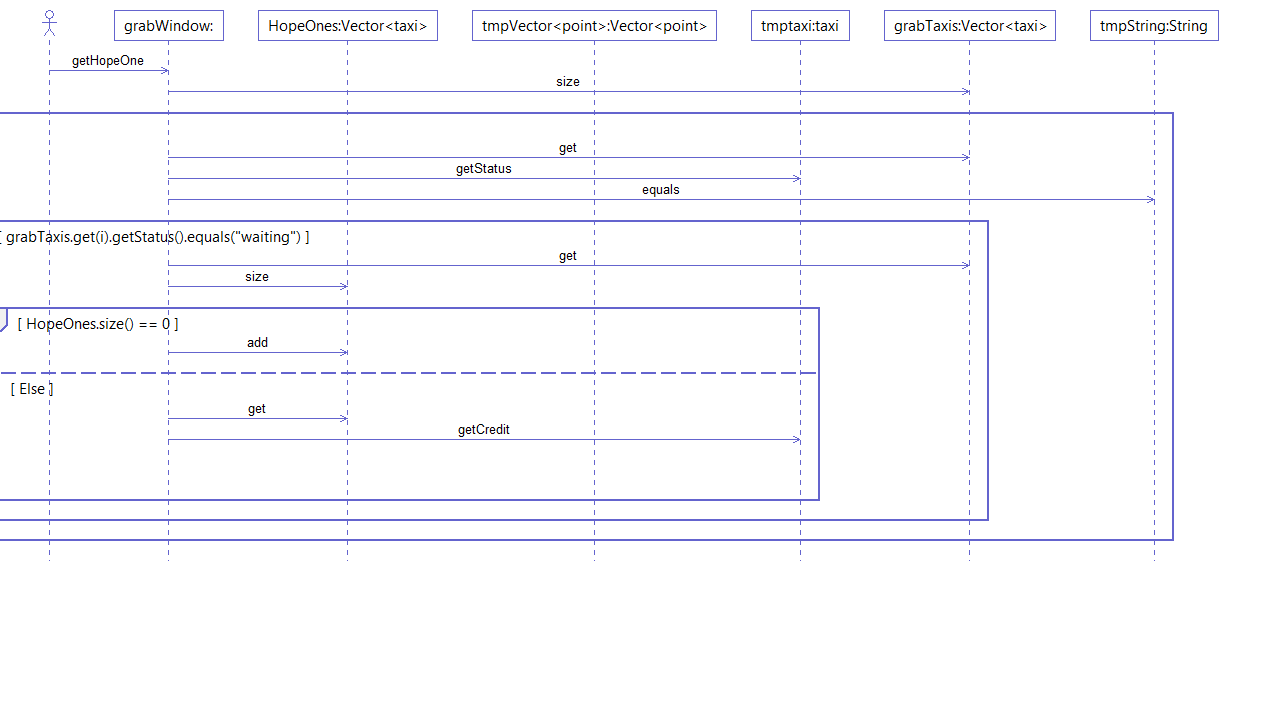 grabWindow:
HopeOnes:Vector<taxi>
tmpVector<point>:Vector<point>
tmptaxi:taxi
grabTaxis:Vector<taxi>
tmpString:String
getHopeOne
size
get
getStatus
equals
[ grabTaxis.get(i).getStatus().equals("waiting") ]
get
size
[ HopeOnes.size() == 0 ]
add
[ Else ]
get
getCredit